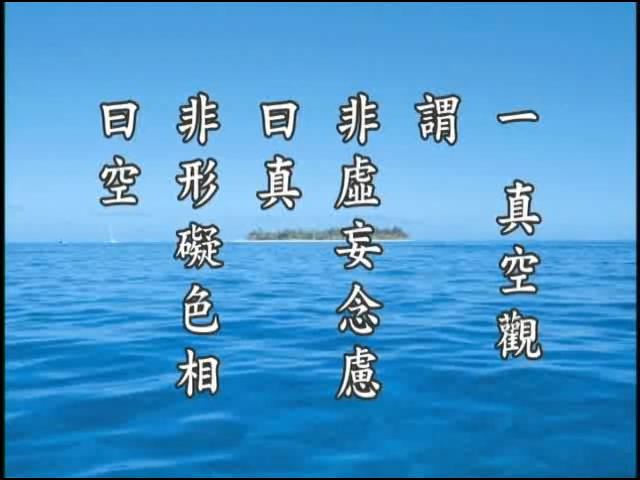 一 真空觀
謂
非虛妄念慮
曰真
非形礙色相
曰空